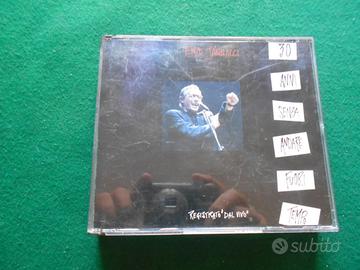 ENZO JANNACCI
30
ANNI
SENZA
ANDARE
FUORI
TEMPO
REGISTRATO DAL VIVO
subito